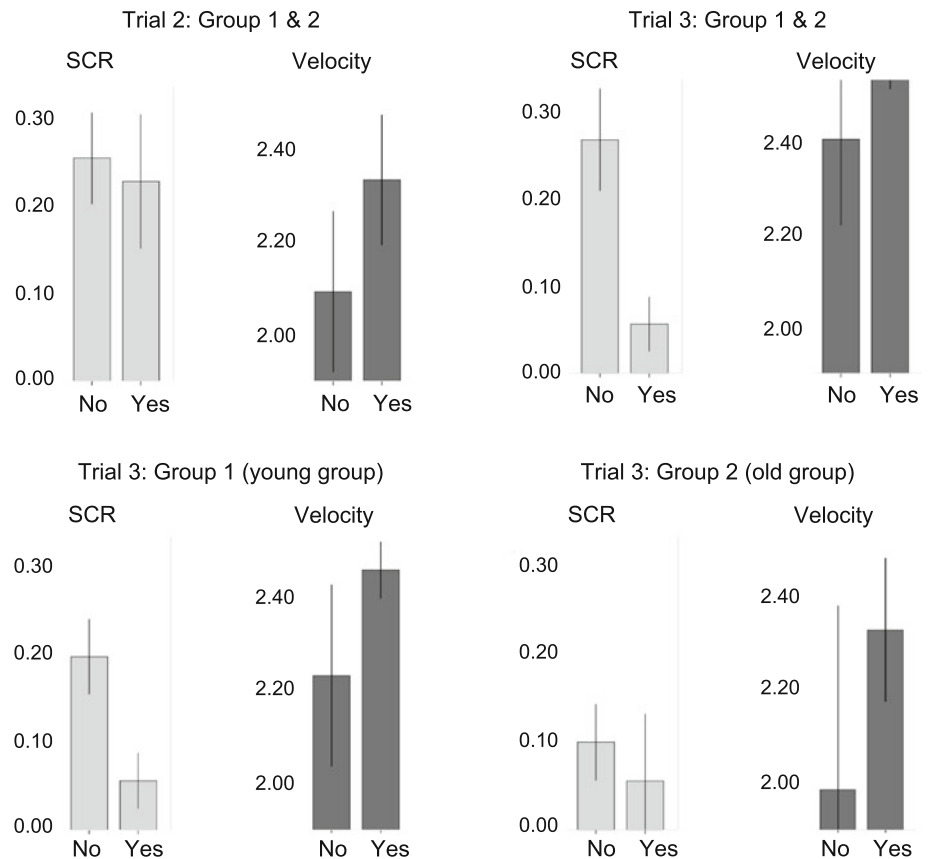 Trial 2: Group 1 & 2
SCR
Velocity
0.30
0.20
0.10
0.00
No Yes
2.40
2.20
2.00
No Yes
Trial 3: Group 1 & 2
SCR
Velocity
0.30
0.20
0.10
0.00
No Yes
2.40
2.20
2.00
No Yes
Trial 3: Group 1 (young group)
SCR
Velocity
0.30
0.20
0.10
0.00
No Yes
2.40
2.20
2.00
No Yes
Trial 3: Group 2 (old group)
SCR
Velocity
0.30
0.20
0.10
0.00
No Yes
2.40
2.20
2.00
No Yes